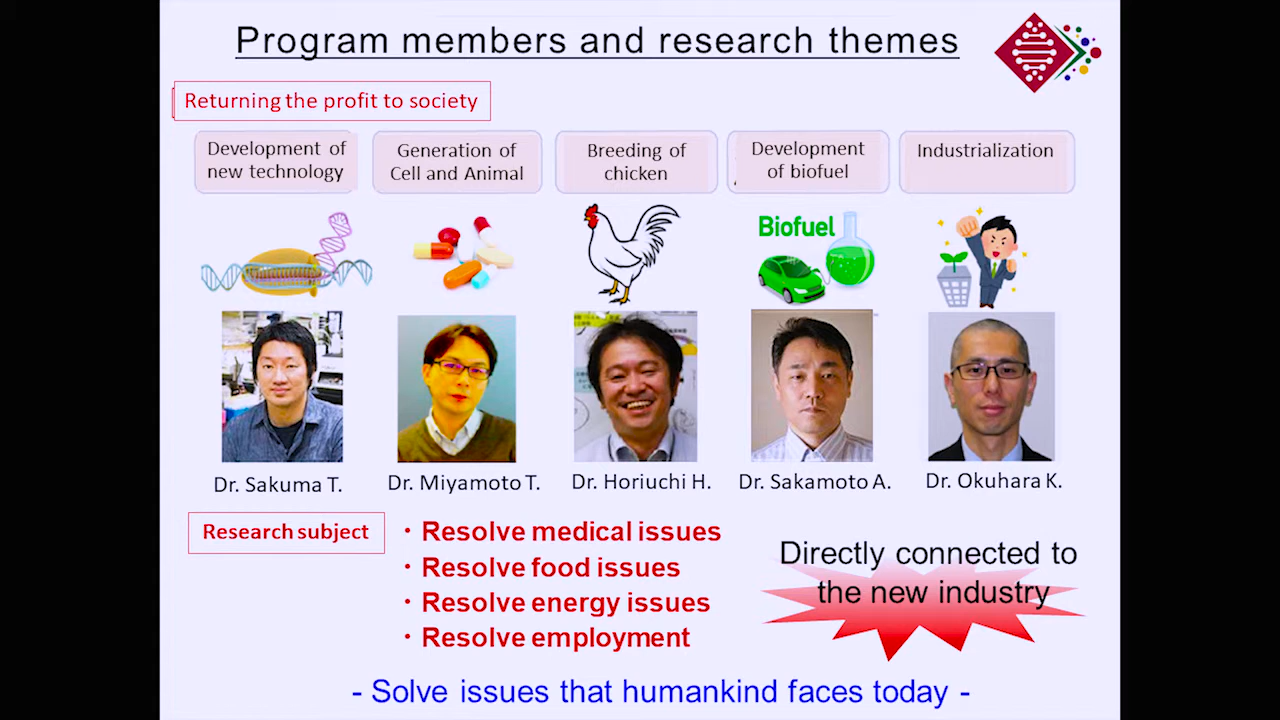 Program members and research themes
Returning the profit to society
Development of
new technology
Generation of
Cell and Animal
Breeding of
chicken
Development
of biofuel
Industrialization
Biofuel
Dr. Sakuma T.
Dr. Miyamoto T.
Dr. Horiuchi H.
Dr. Sakamoto A.
Dr. Okuhara K.
Research subject
・Resolve medical issues
・Resolve food issues
・Resolve energy issues
・Resolve employment
Directly connected to
the new industry
- Solve issues that humankind faces today -